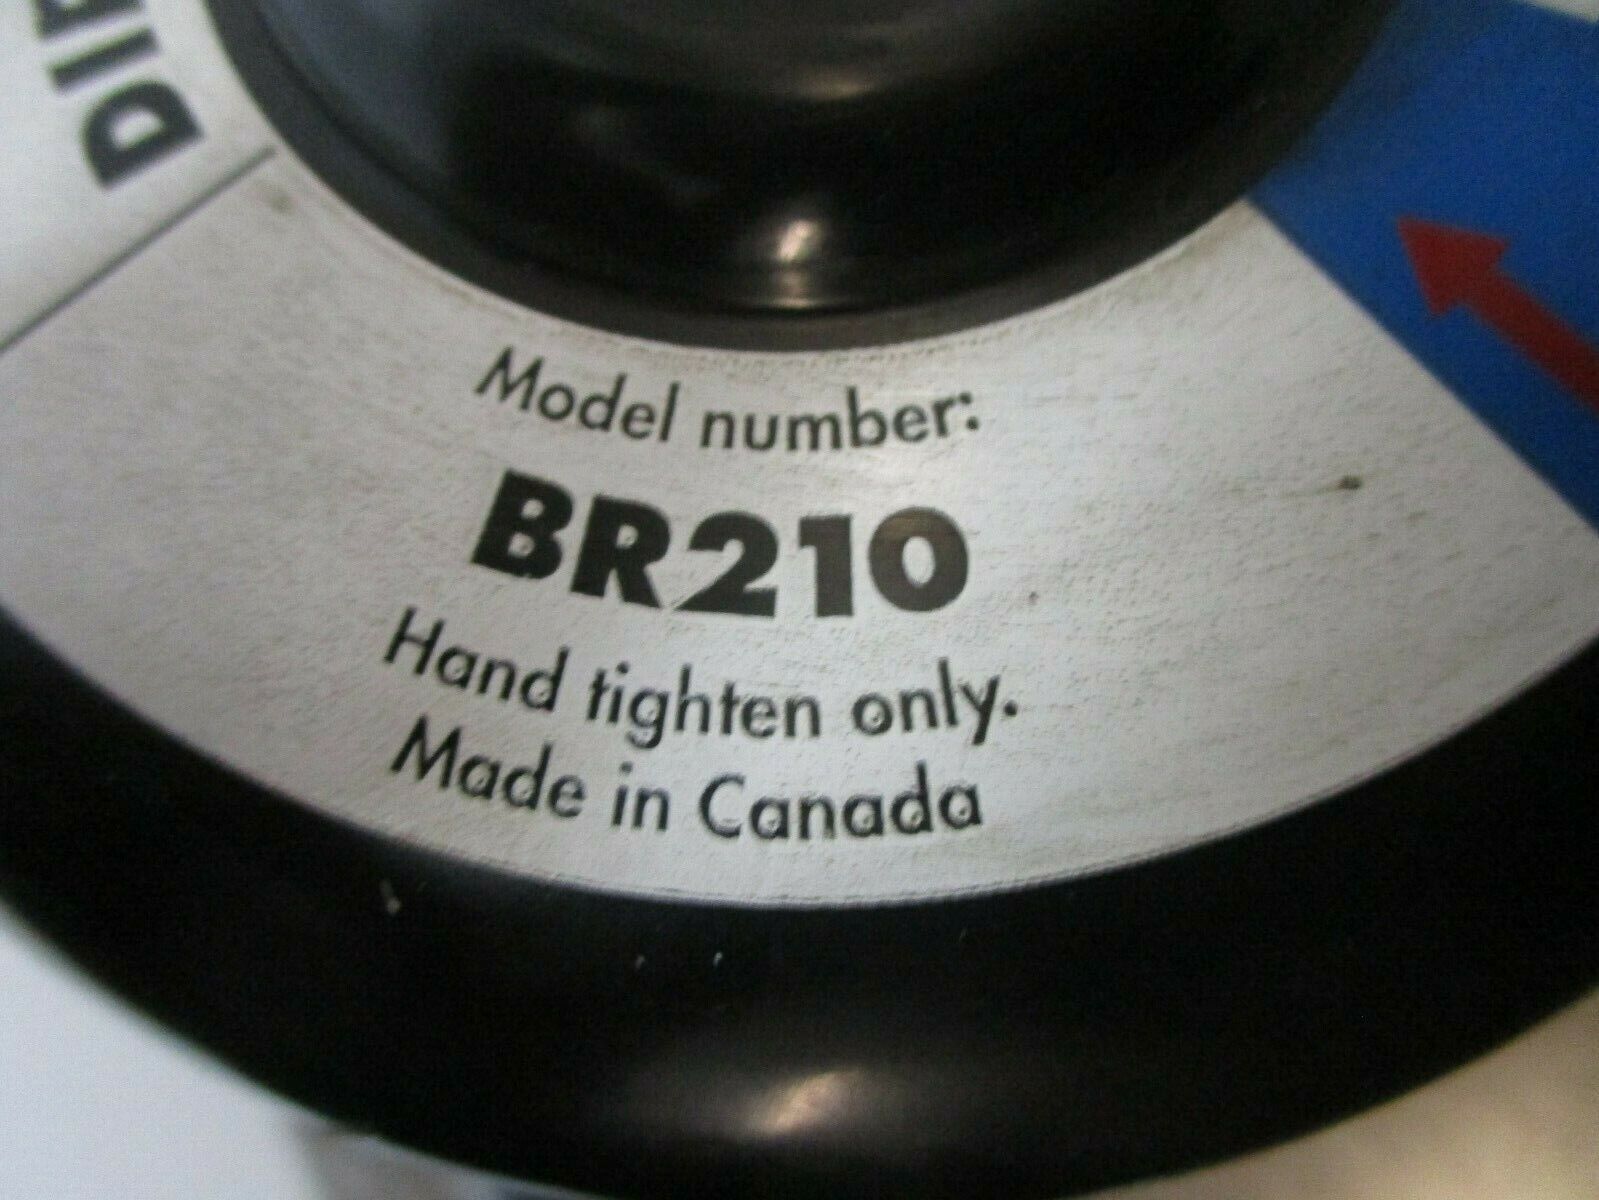 Model number:
BR210
Hand tighten only.
Made in Canada